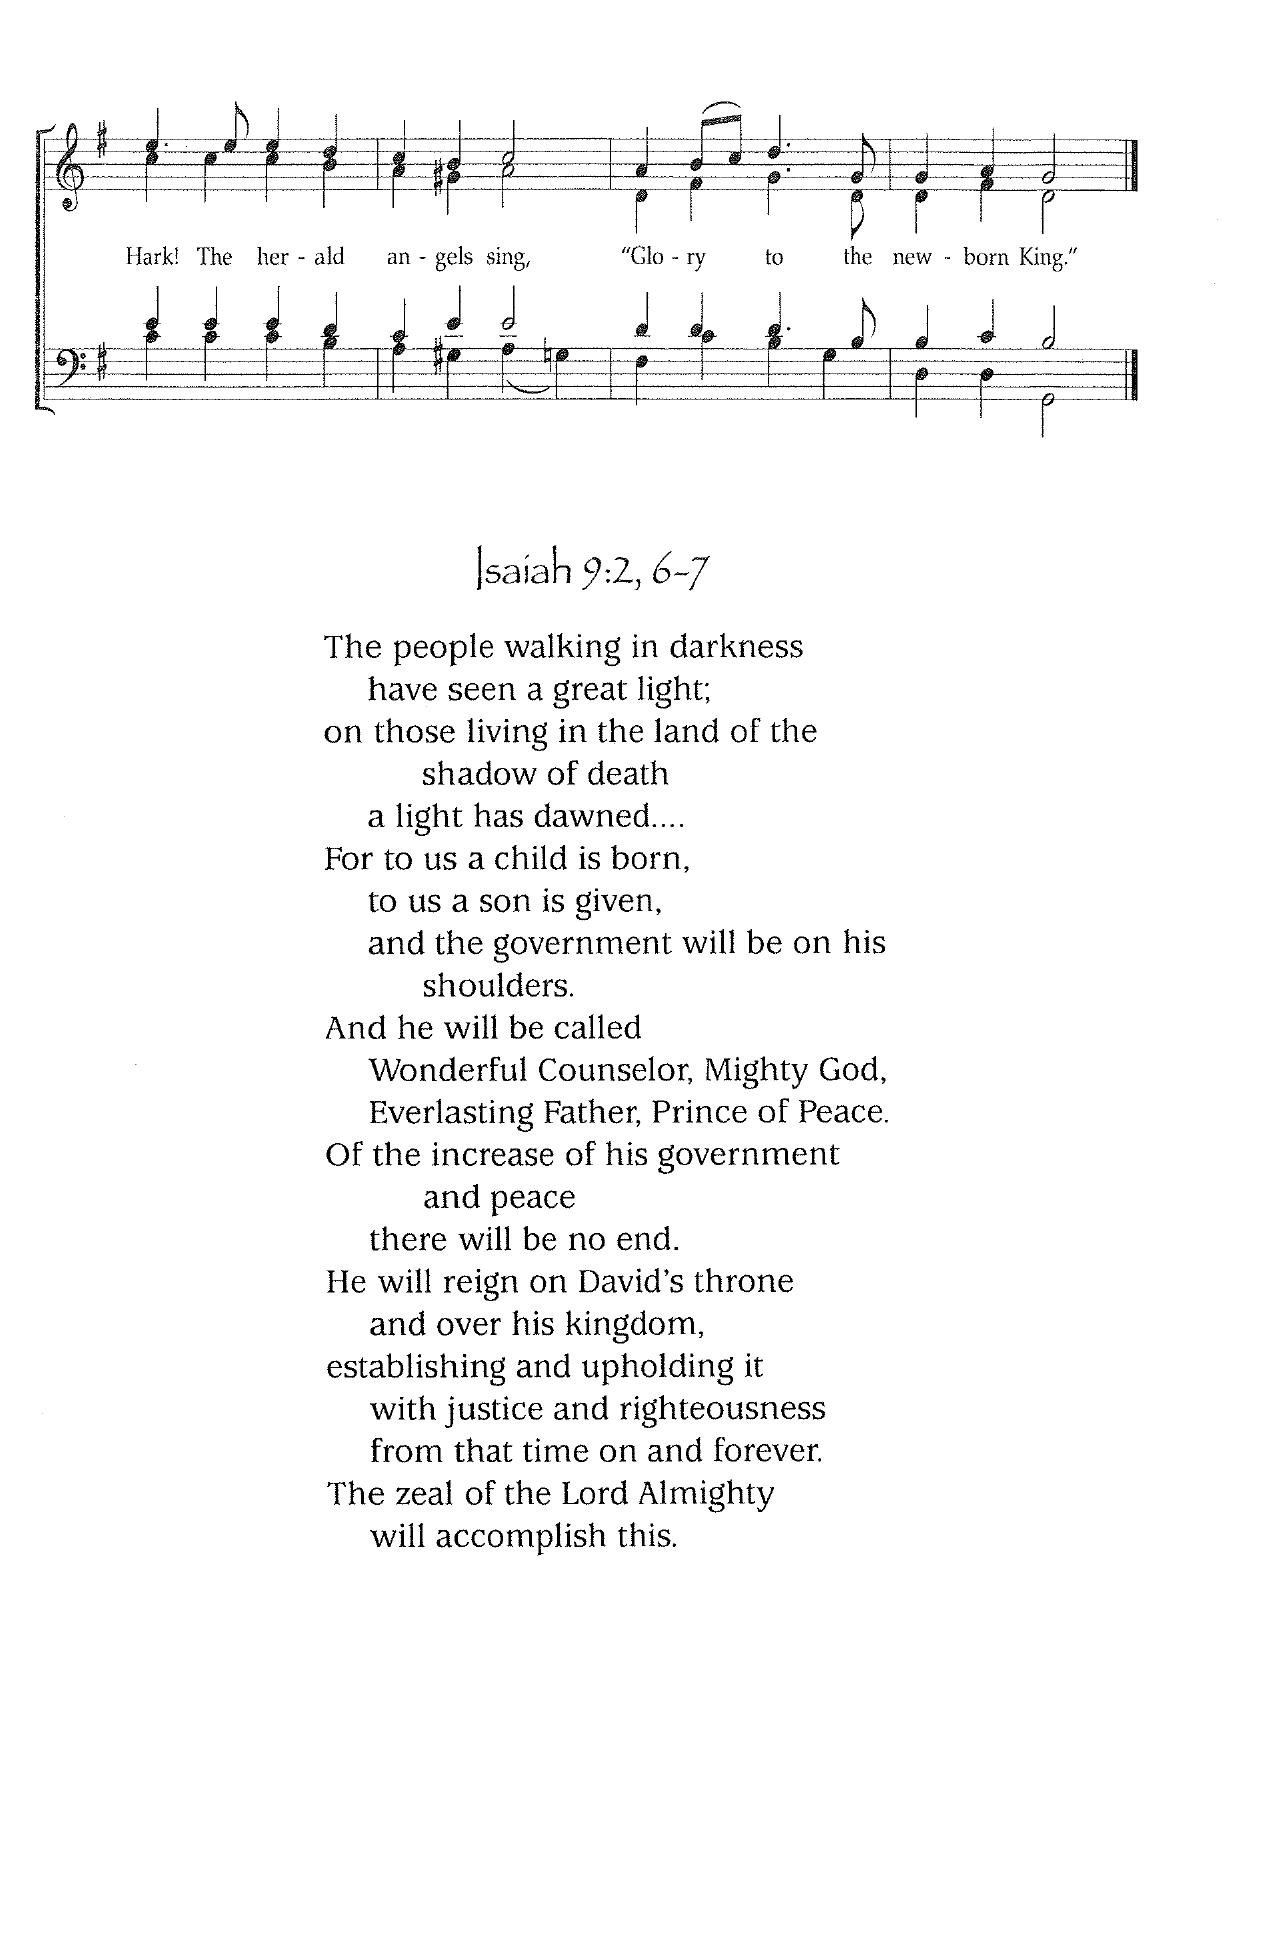 Hark! The her - ald an - gels sing, “Glo - ry to the new - born King.”
Isaiah 9:2, 6–7
The people walking in darkness
have seen a great light;
on those living in the land of the
shadow of death
a light has dawned....
For to us a child is born,
to us a son is given,
and the government will be on his
shoulders.
And he will be called
Wonderful Counselor, Mighty God,
Everlasting Father, Prince of Peace.
Of the increase of his government
and peace
there will be no end.
He will reign on David’s throne
and over his kingdom,
establishing and upholding it
with justice and righteousness
from that time on and forever.
The zeal of the Lord Almighty
will accomplish this.